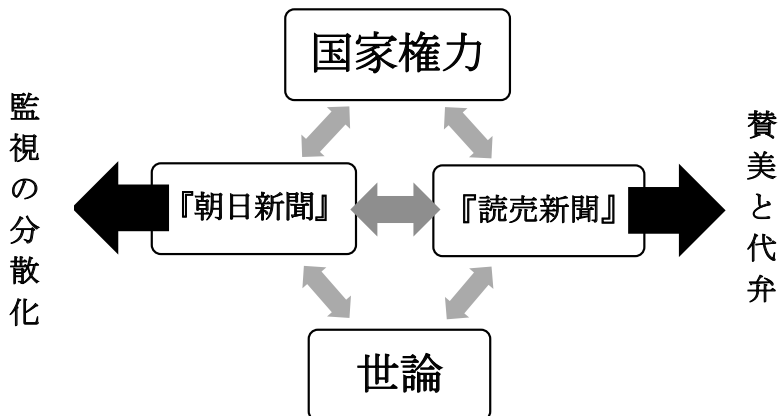 国家権力
監視の分散化
『朝日新聞』
『読売新聞』
賛美と代弁
世論